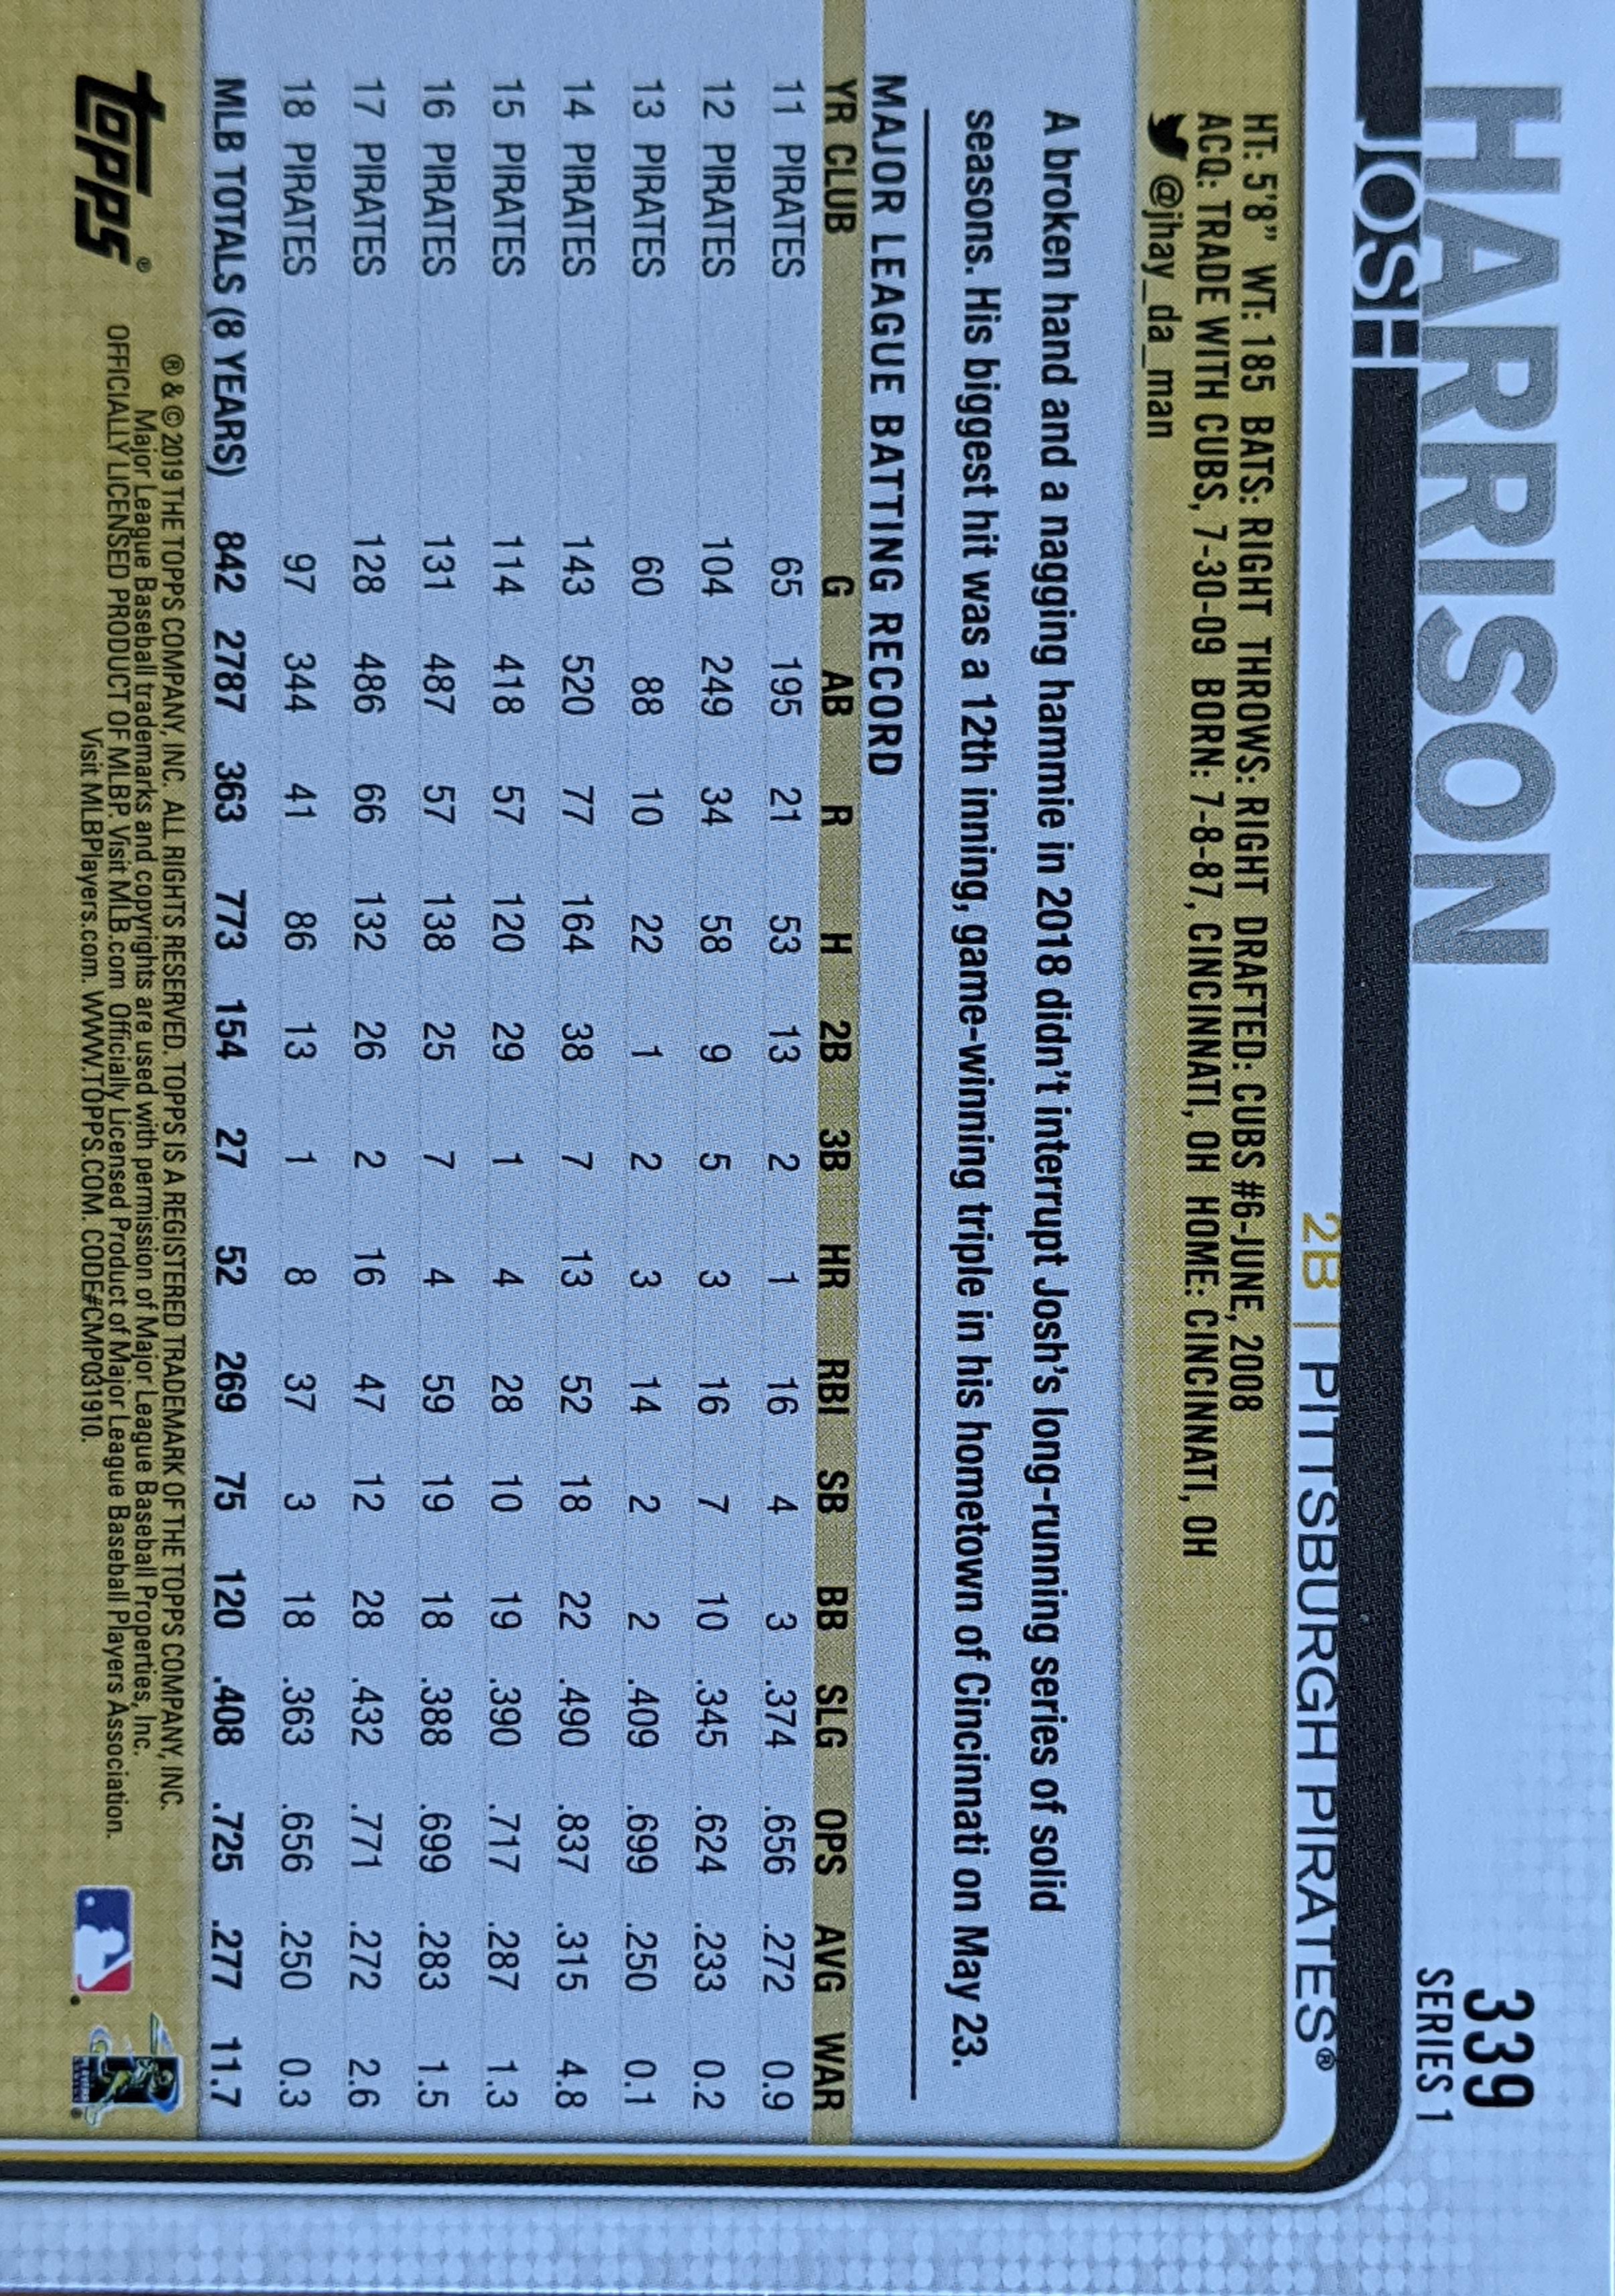 339
SERIES 1
HARRISON
JOSH
2B | PITTSBURGH PIRATES®
HT: 5'8" WT: 185 BATS: RIGHT THROWS: RIGHT DRAFTED: CUBS #6-JUNE, 2008
ACQ: TRADE WITH CUBS, 7-30-09 BORN: 7-8-87, CINCINNATI, OH HOME: CINCINNATI, OH
@jhay_da_man
A broken hand and a nagging hammie in 2018 didn't interrupt Josh's long-running series of solid
seasons. His biggest hit was a 12th inning, game-winning triple in his hometown of Cincinnati on May 23.
MAJOR LEAGUE BATTING RECORD
YR CLUB G AB R H 2B 3B HR RBI SB BB SLG OPS AVG WAR
11 PIRATES 65 195 21 53 13 2 1 16 4 3 .374 .656 .272 0.9
12 PIRATES 104 249 34 58 9 5 3 16 7 10 .345 .624 .233 0.2
13 PIRATES 60 88 10 22 1 2 3 14 2 2 .409 .699 .250 0.1
14 PIRATES 143 520 77 164 38 7 13 52 18 22 .490 .837 .315 4.8
15 PIRATES 114 418 57 120 29 1 4 28 10 19 .390 .717 .287 1.3
16 PIRATES 131 487 57 138 25 7 4 59 19 18 .388 .699 .283 1.5
17 PIRATES 128 486 66 132 26 2 16 47 12 28 .432 .771 .272 2.6
18 PIRATES 97 344 41 86 13 1 8 37 3 18 .363 .656 .250 0.3
MLB TOTALS (8 YEARS) 842 2787 363 773 154 27 52 269 75 120 .408 .725 .277 11.7
topps®
® & © 2019 THE TOPPS COMPANY, INC. ALL RIGHTS RESERVED. TOPPS IS A REGISTERED TRADEMARK OF THE TOPPS COMPANY, INC.
Major League Baseball trademarks and copyrights are used with permission of Major League Baseball Properties, Inc.
OFFICIALLY LICENSED PRODUCT OF MLBP. Visit MLB.com Officially Licensed Product of Major League Baseball Players Association.
Visit MLBPlayers.com. WWW.TOPPS.COM. CODE#CMP031910.